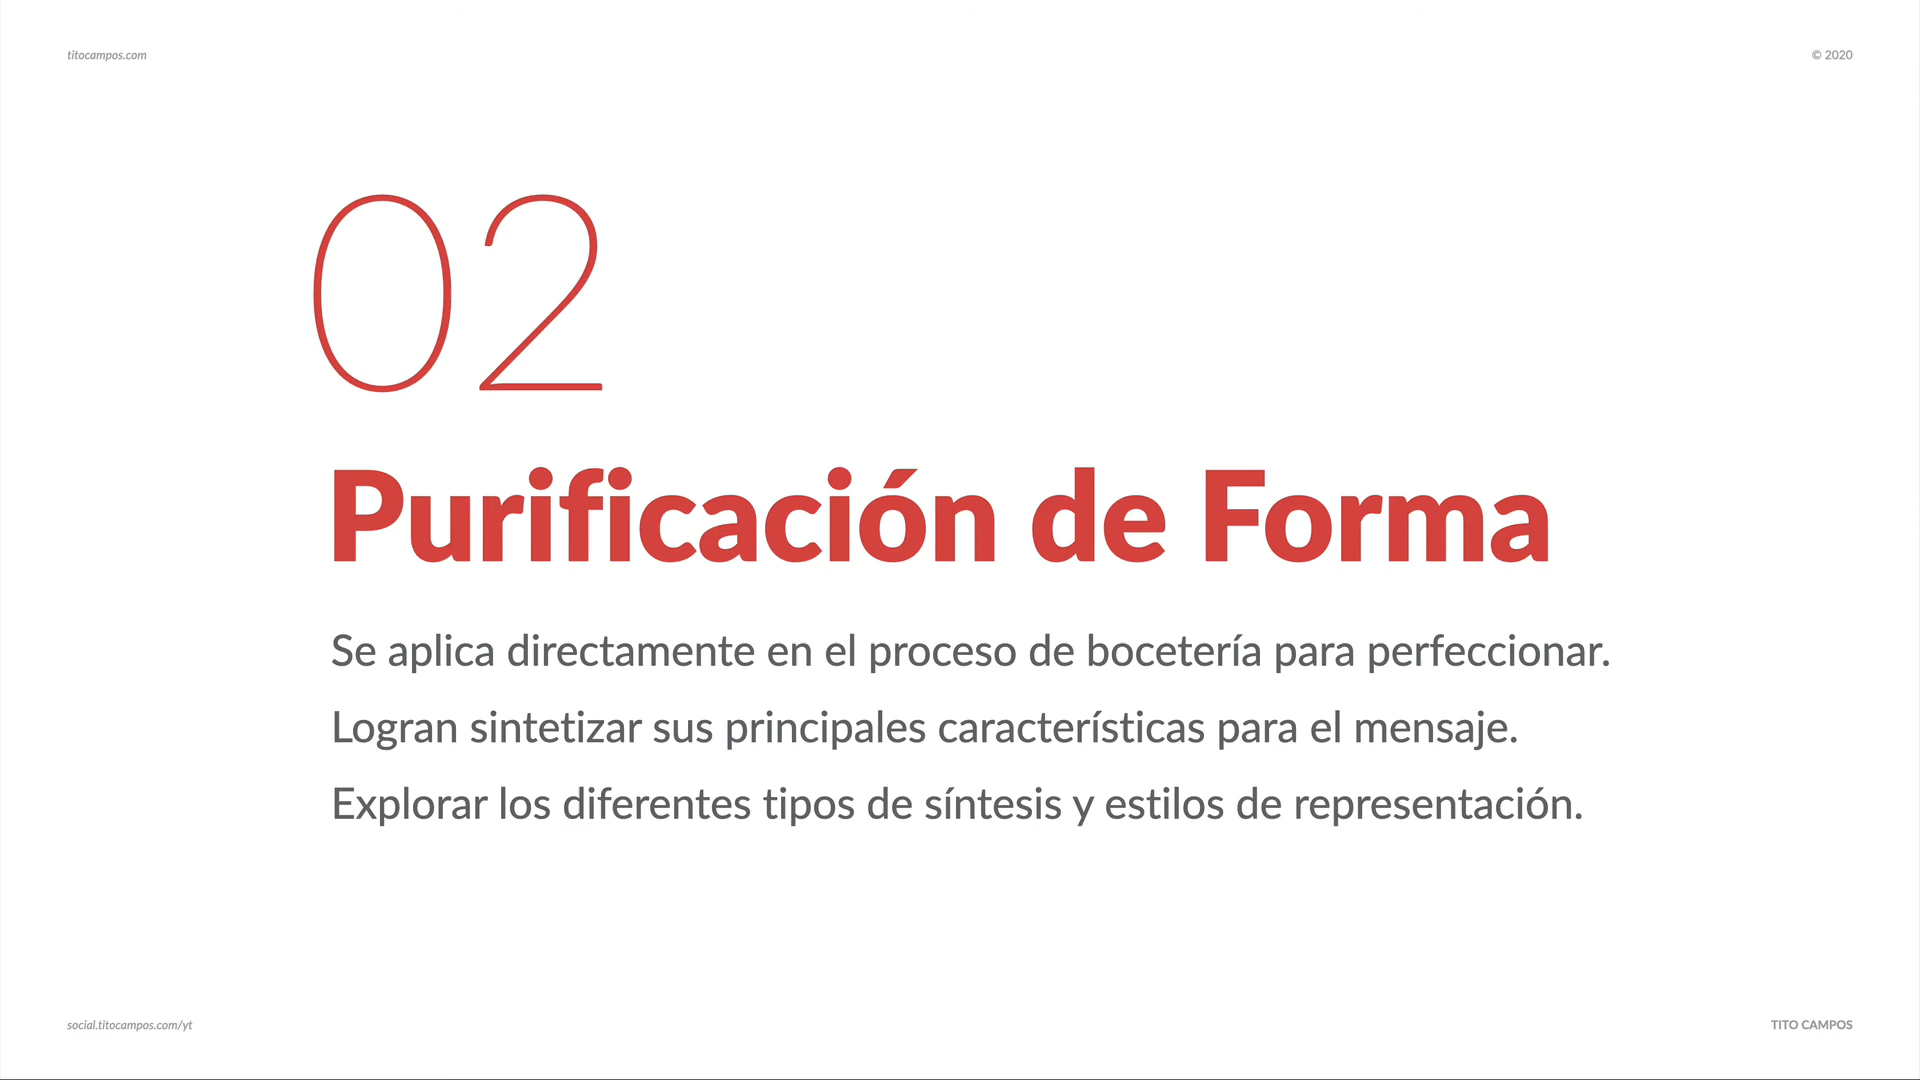 titocampos.com
© 2020
02
Purificación de Forma
Se aplica directamente en el proceso de bocetería para perfeccionar.
Logran sintetizar sus principales características para el mensaje.
Explorar los diferentes tipos de síntesis y estilos de representación.
social.titocampos.com/yt
TITO CAMPOS